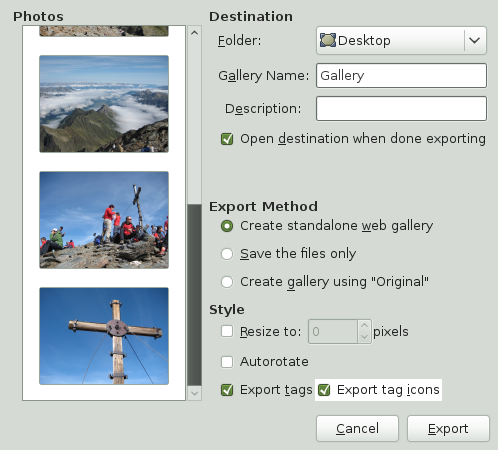 Photos
Destination
Folder:
Desktop
Gallery Name:
Gallery
Description:
Open destination when done exporting
Export Method
Create standalone web gallery
Save the files only
Create gallery using "Original"
Style
Resize to:
0
pixels
Autorotate
Export tags
Export tag icons
Cancel
Export